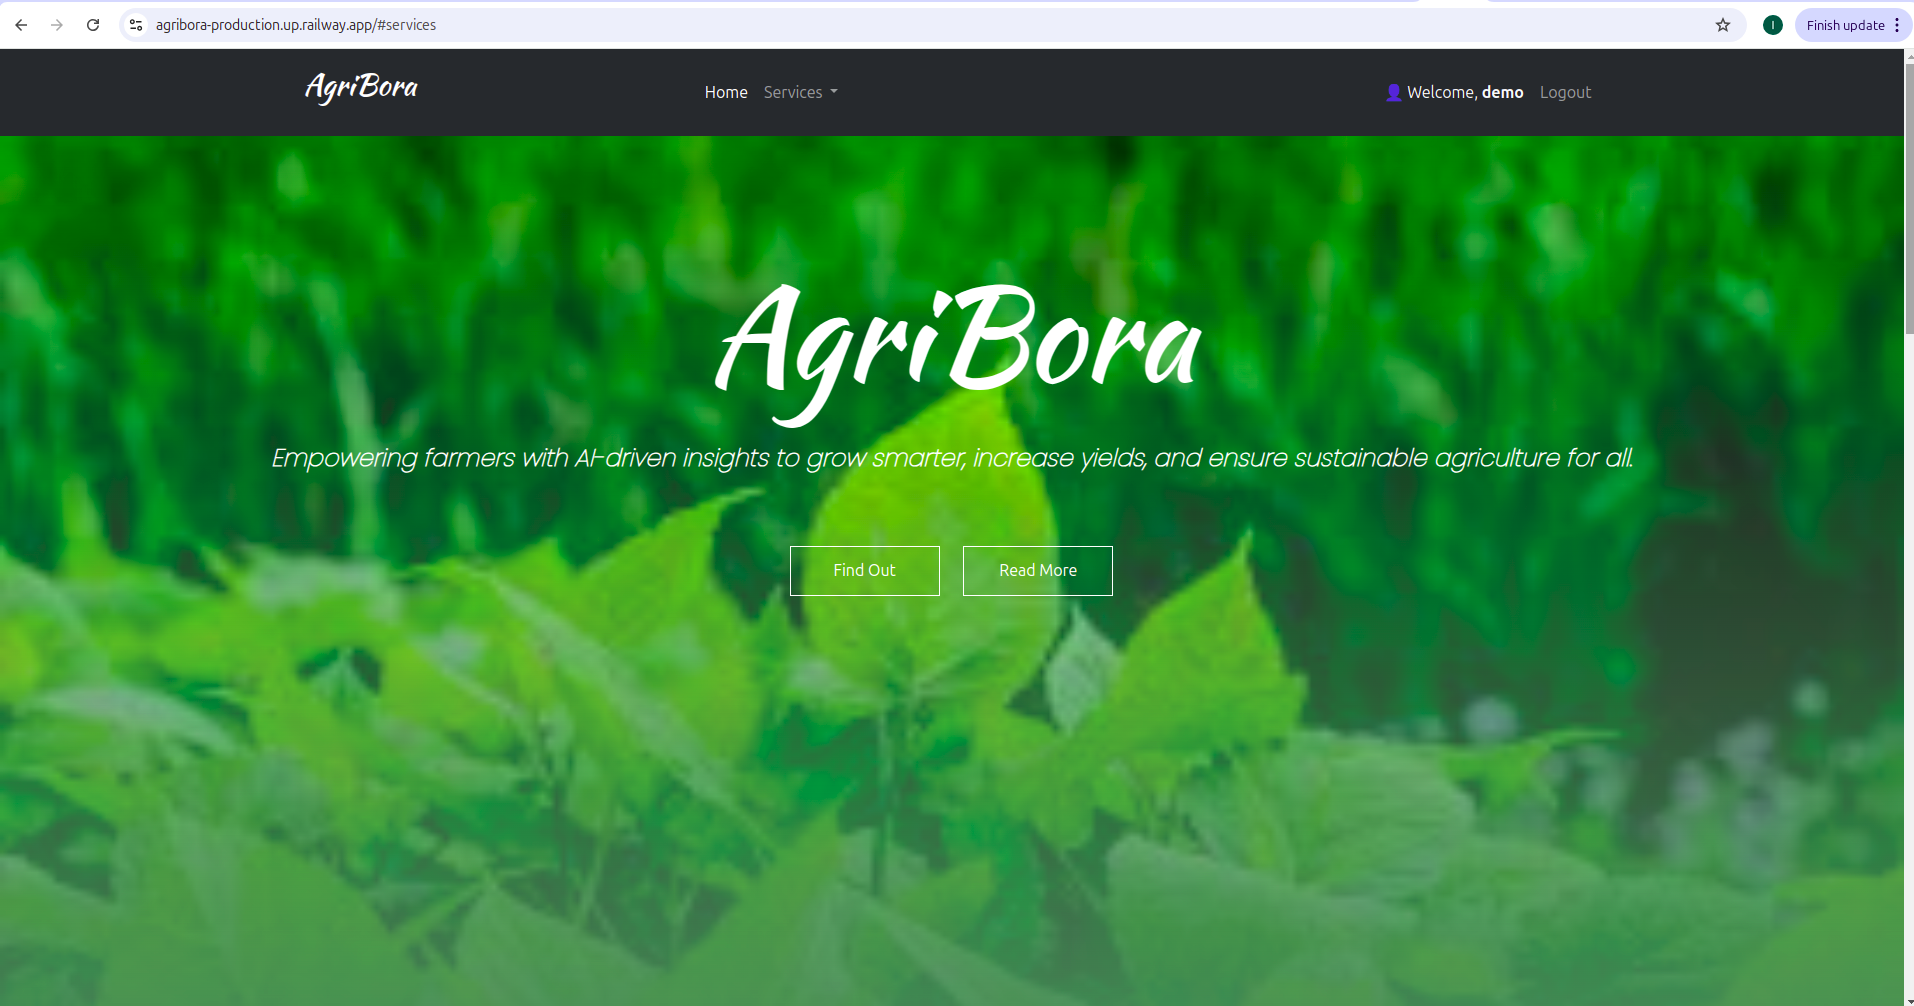 agribora-production.up.railway.app/#services
I
Finish update
AgriBora
Home Services
Welcome, demo Logout
AgriBora
Empowering farmers with AI-driven insights to grow smarter, increase yields, and ensure sustainable agriculture for all.
Find Out Read More